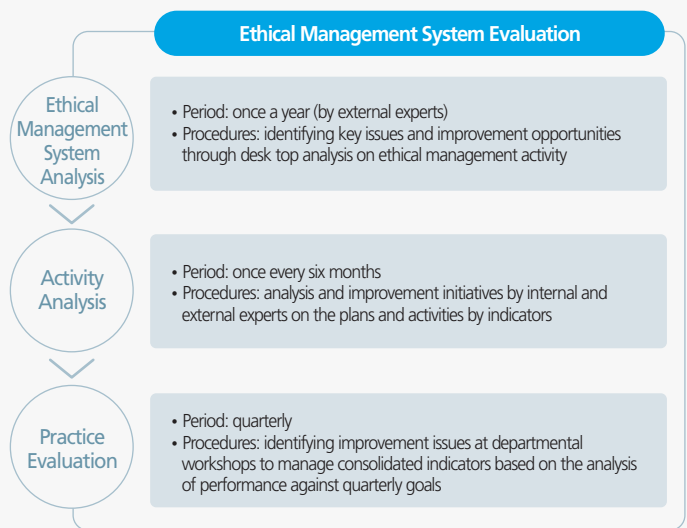 Ethical Management System Evaluation
Ethical
Management
System
Analysis
• Period: once a year (by external experts)
• Procedures: identifying key issues and improvement opportunities
through desk top analysis on ethical management activity
Activity
Analysis
• Period: once every six months
• Procedures: analysis and improvement initiatives by internal and
external experts on the plans and activities by indicators
Practice
Evaluation
• Period: quarterly
• Procedures: identifying improvement issues at departmental
workshops to manage consolidated indicators based on the analysis
of performance against quarterly goals